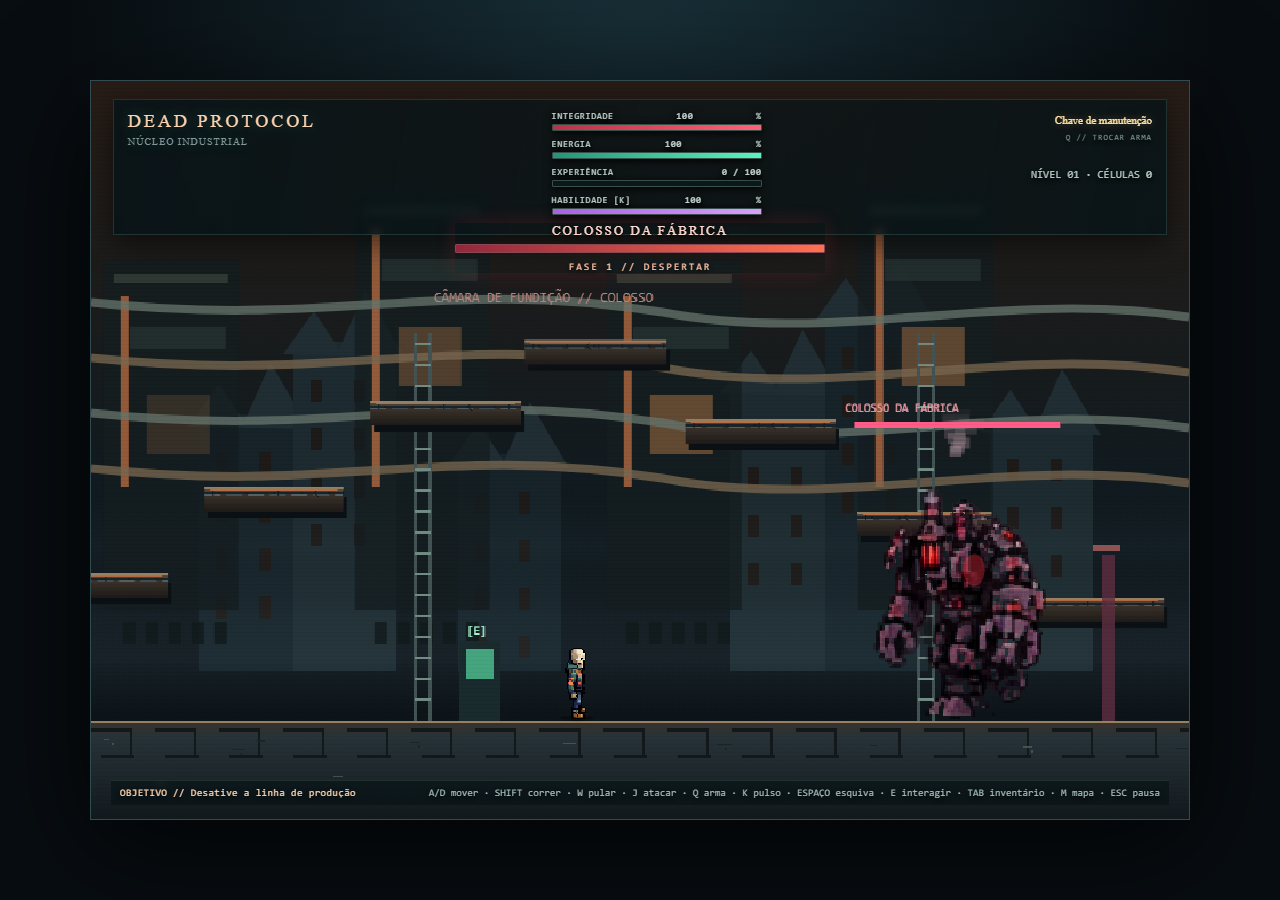 DEAD PROTOCOL
NÚCLEO INDUSTRIAL
INTEGRIDADE 100 %
ENERGIA 100 %
EXPERIÊNCIA 0 / 100
HABILIDADE [K] 100 %
Chave de manutenção
Q // TROCAR ARMA
NÍVEL 01 · CÉLULAS 0
COLOSSO DA FÁBRICA
FASE 1 // DESPERTAR
CÂMARA DE FUNDIÇÃO // COLOSSO
COLOSSO DA FÁBRICA
[E]
OBJETIVO // Desative a linha de produção
A/D mover · SHIFT correr · W pular · J atacar · Q arma · K pulso · ESPAÇO esquiva · E interagir · TAB inventário · M mapa · ESC pausa